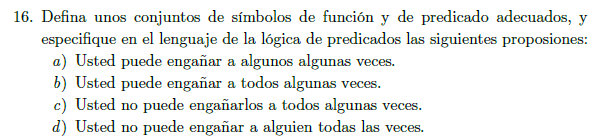 16. Defina unos conjuntos de símbolos de función y de predicado adecuados, y
especifique en el lenguaje de la lógica de predicados las siguientes proposiones:
a) Usted puede engañar a algunos algunas veces.
b) Usted puede engañar a todos algunas veces.
c) Usted no puede engañarlos a todos algunas veces.
d) Usted no puede engañar a alguien todas las veces.